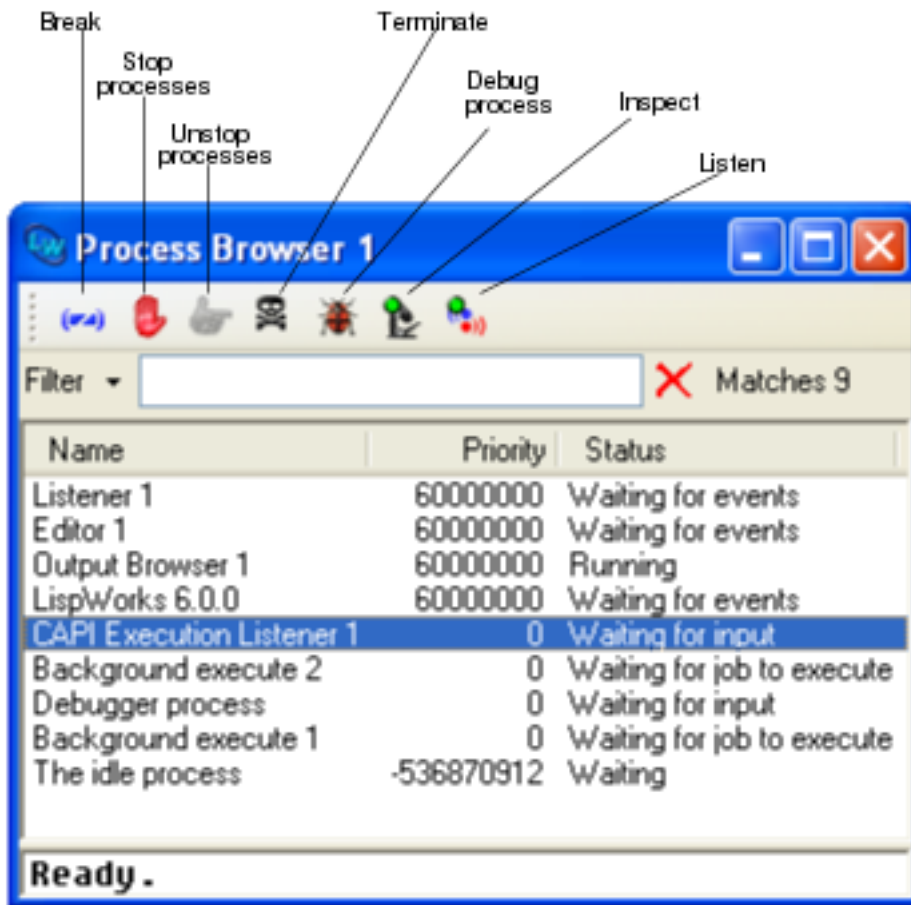 Break
Terminate
Stop
processes
Debug
process
Inspect
Unstop
processes
Listen
LW Process Browser 1
Filter Matches 9
Name Priority Status
Listener 1 60000000 Waiting for events
Editor 1 60000000 Waiting for events
Output Browser 1 60000000 Running
LispWorks 6.0.0 60000000 Waiting for events
CAPI Execution Listener 1 0 Waiting for input
Background execute 2 0 Waiting for job to execute
Debugger process 0 Waiting for input
Background execute 1 0 Waiting for job to execute
The idle process -536870912 Waiting
Ready.